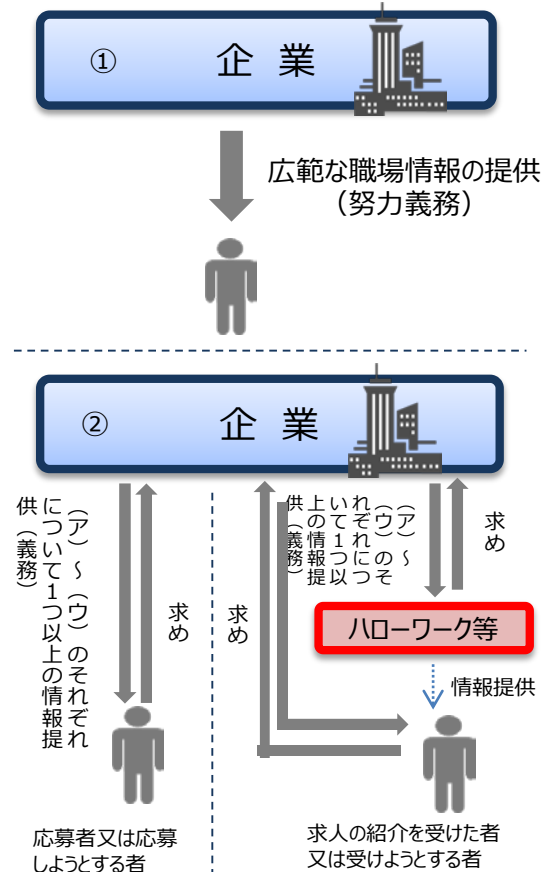 ① 企業
広範な職場情報の提供
（努力義務）
② 企業
（ア）～（ウ）のそれぞれ
について１つ以上の情報提
供（義務）
求め
応募者又は応募
しようとする者
求め
（ア）～
（ウ）のそ
れぞれにつ
いて１つ以
上の情報提
供（義務）
求め
ハローワーク等
情報提供
求人の紹介を受けた者
又は受けようとする者